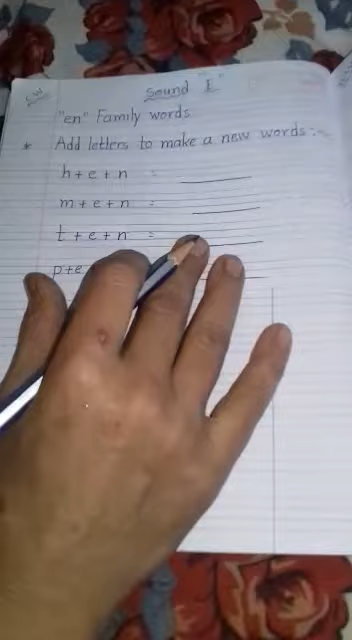 C.W
Sound "E"
"en" Family words
* Add letters to make a new words:-
h + e + n =
m + e + n =
t + e + n =
p + e